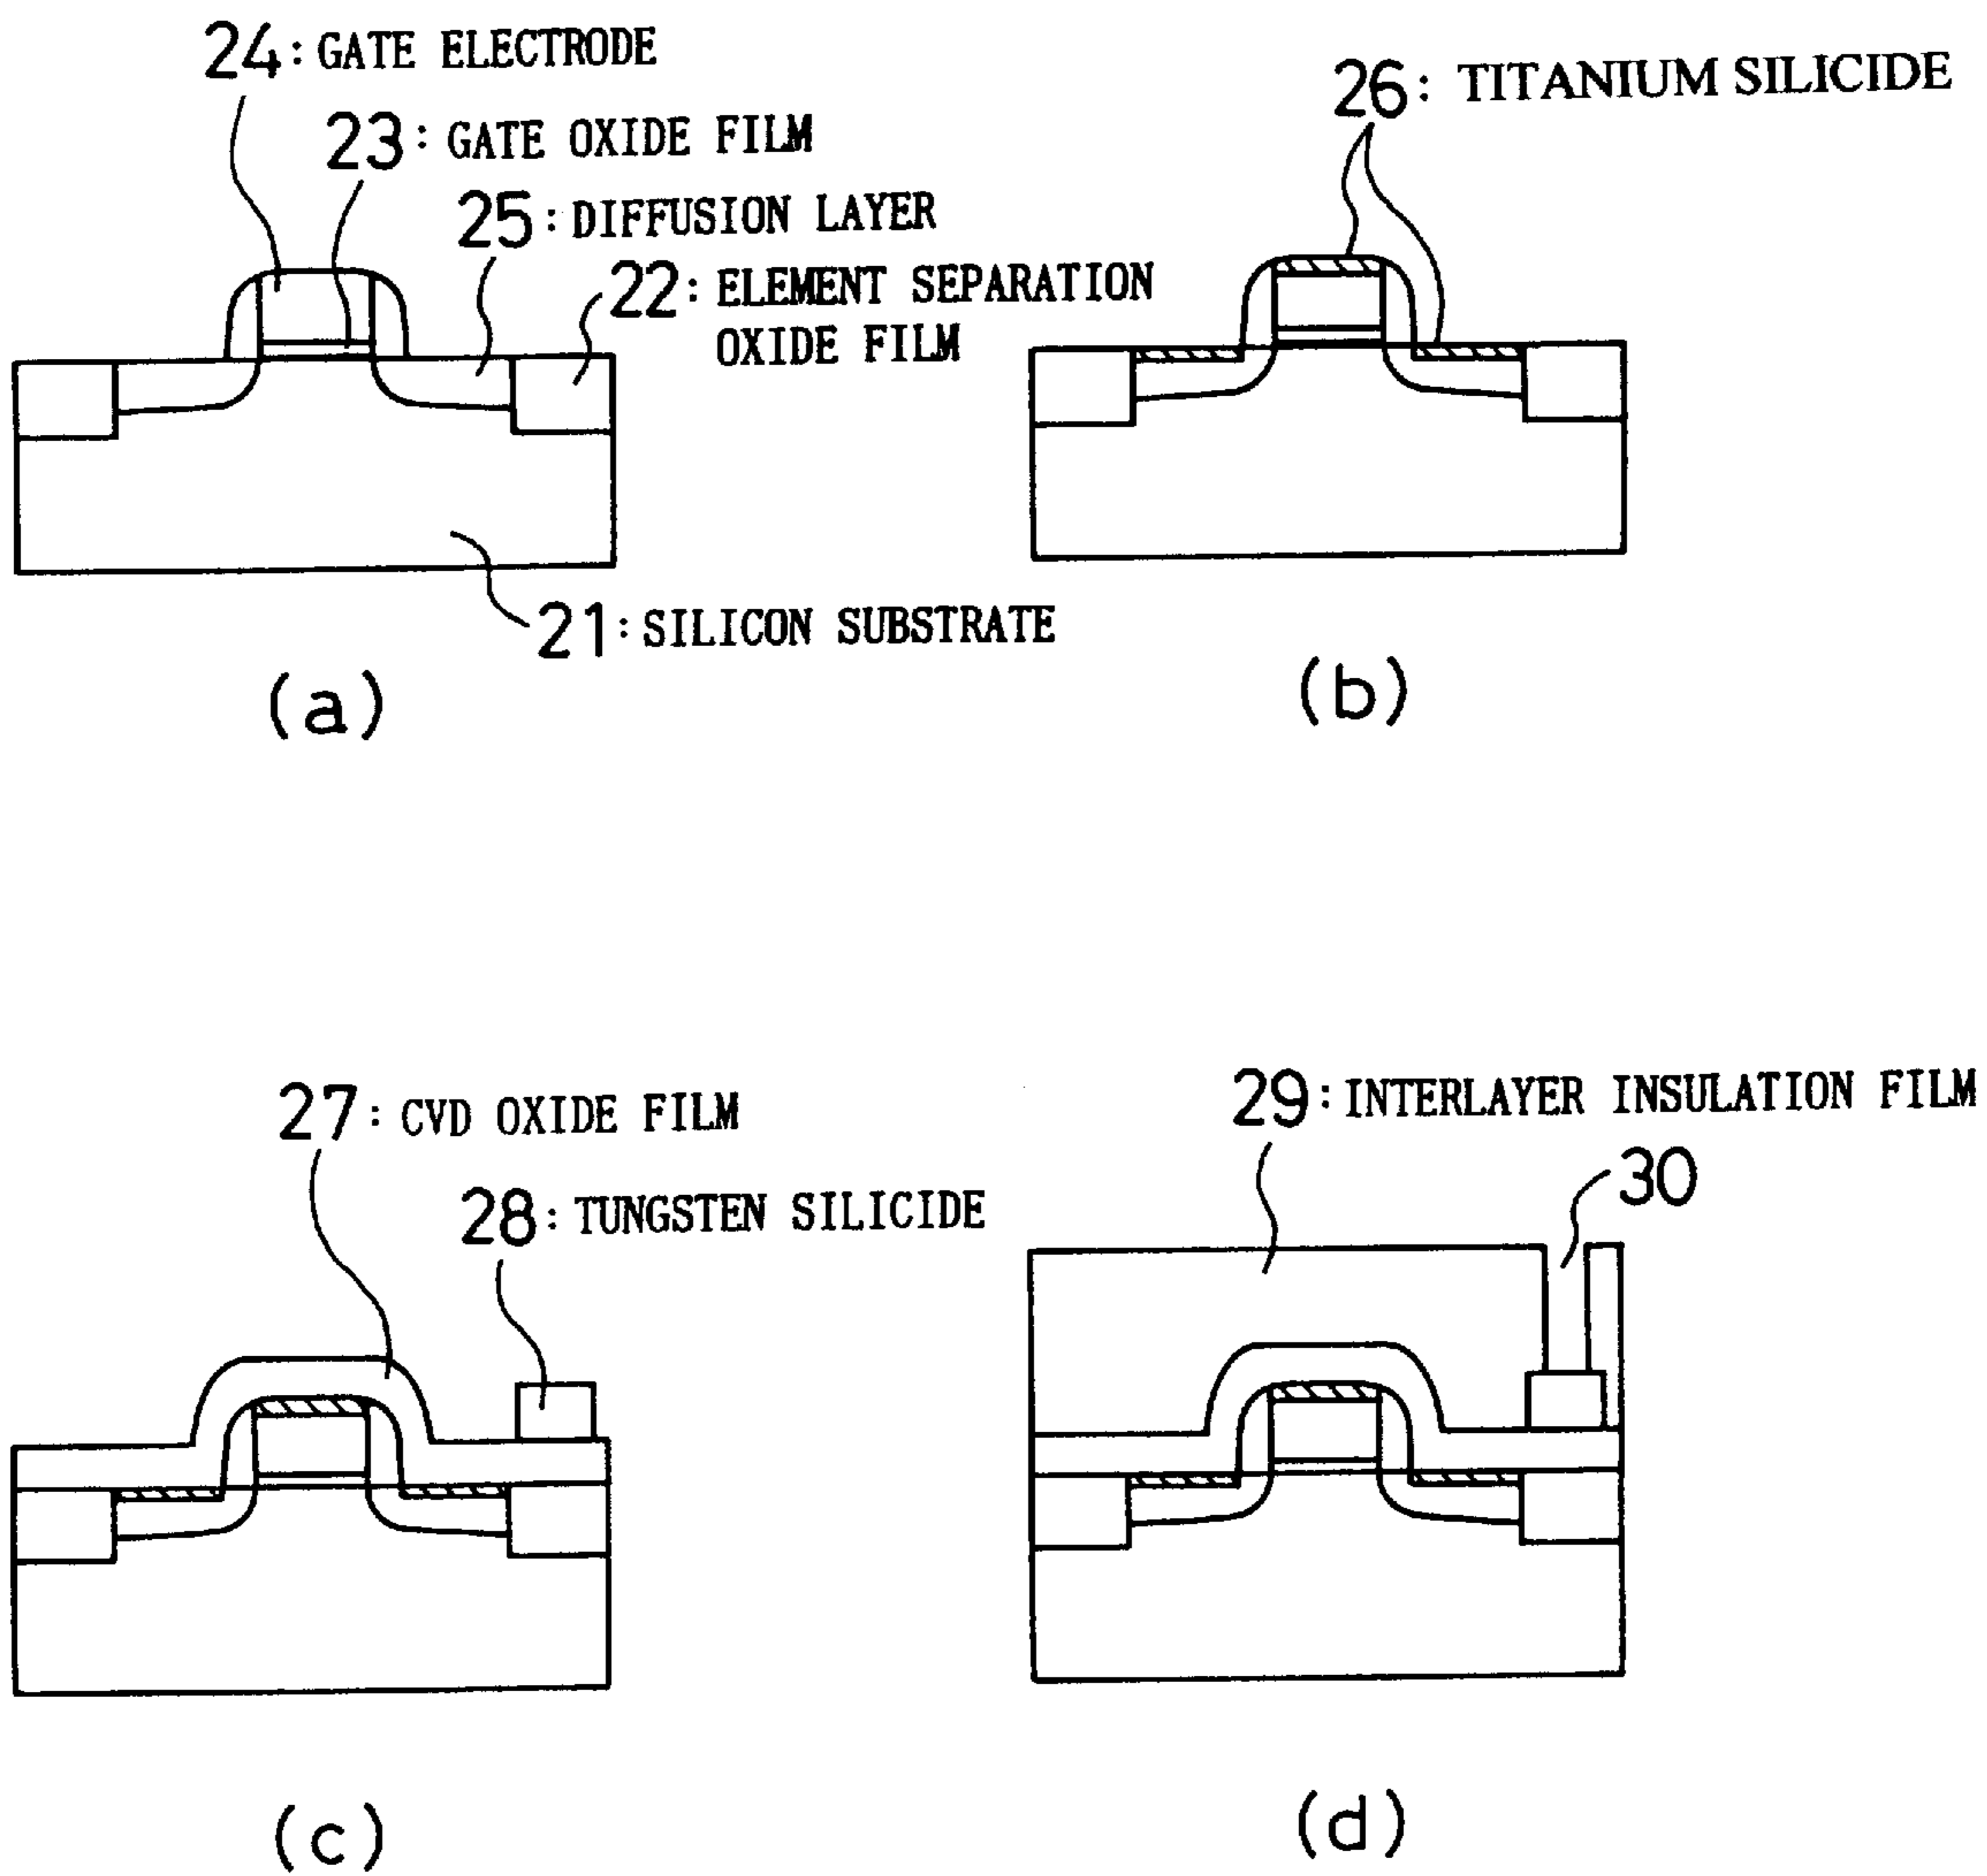 24: GATE ELECTRODE
23: GATE OXIDE FILM
25: DIFFUSION LAYER
22: ELEMENT SEPARATION
OXIDE FILM
21: SILICON SUBSTRATE
(a)
26: TITANIUM SILICIDE
(b)
27: CVD OXIDE FILM
28: TUNGSTEN SILICIDE
(c)
29: INTERLAYER INSULATION FILM
30
(d)